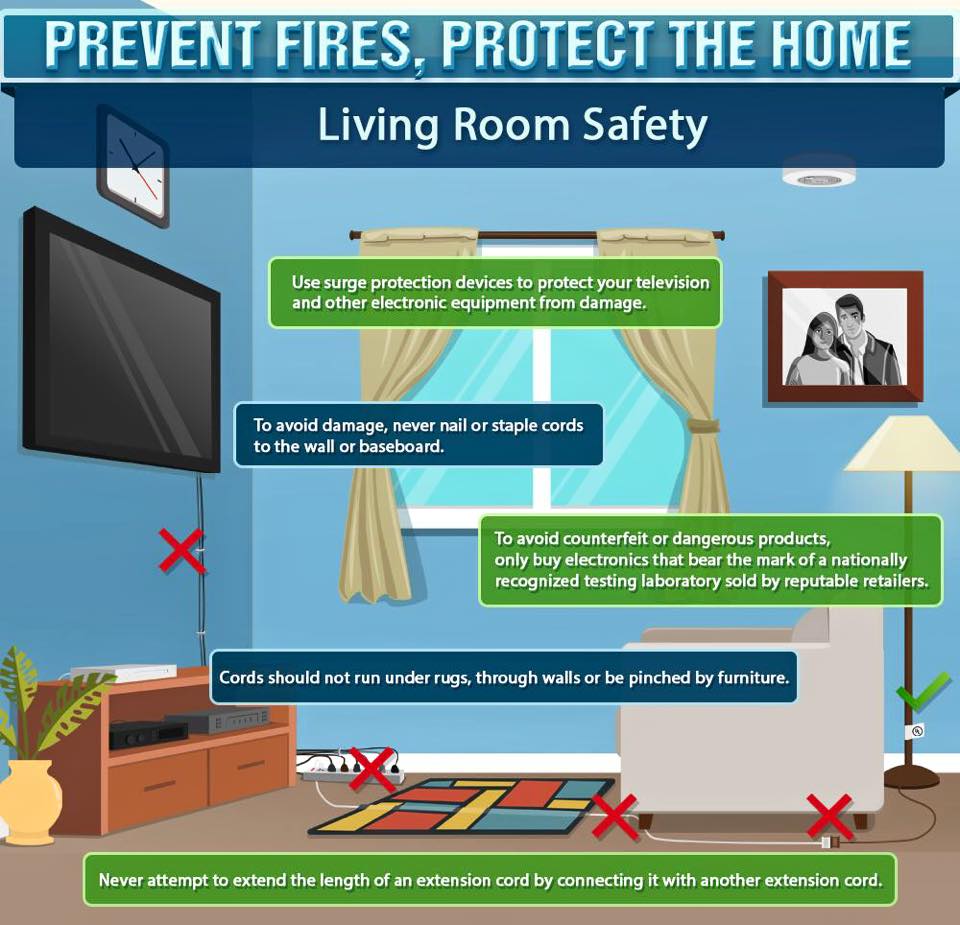 PREVENT FIRES, PROTECT THE HOME
Living Room Safety
Use surge protection devices to protect your television
and other electronic equipment from damage.
To avoid damage, never nail or staple cords
to the wall or baseboard.
To avoid counterfeit or dangerous products,
only buy electronics that bear the mark of a nationally
recognized testing laboratory sold by reputable retailers.
Cords should not run under rugs, through walls or be pinched by furniture.
Never attempt to extend the length of an extension cord by connecting it with another extension cord.